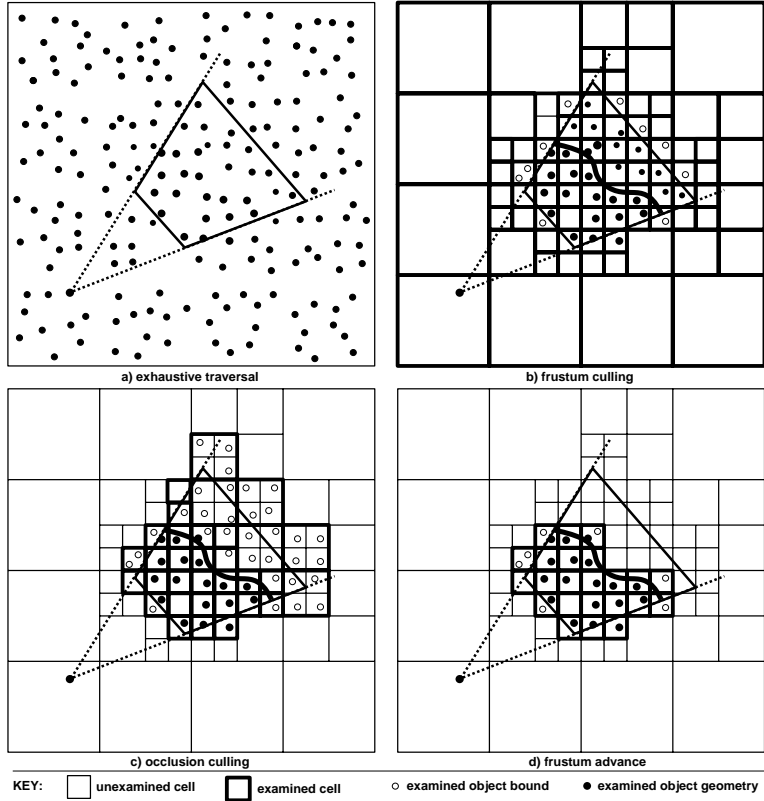 a) exhaustive traversal
b) frustum culling
c) occlusion culling
d) frustum advance
KEY: unexamined cell examined cell examined object bound examined object geometry